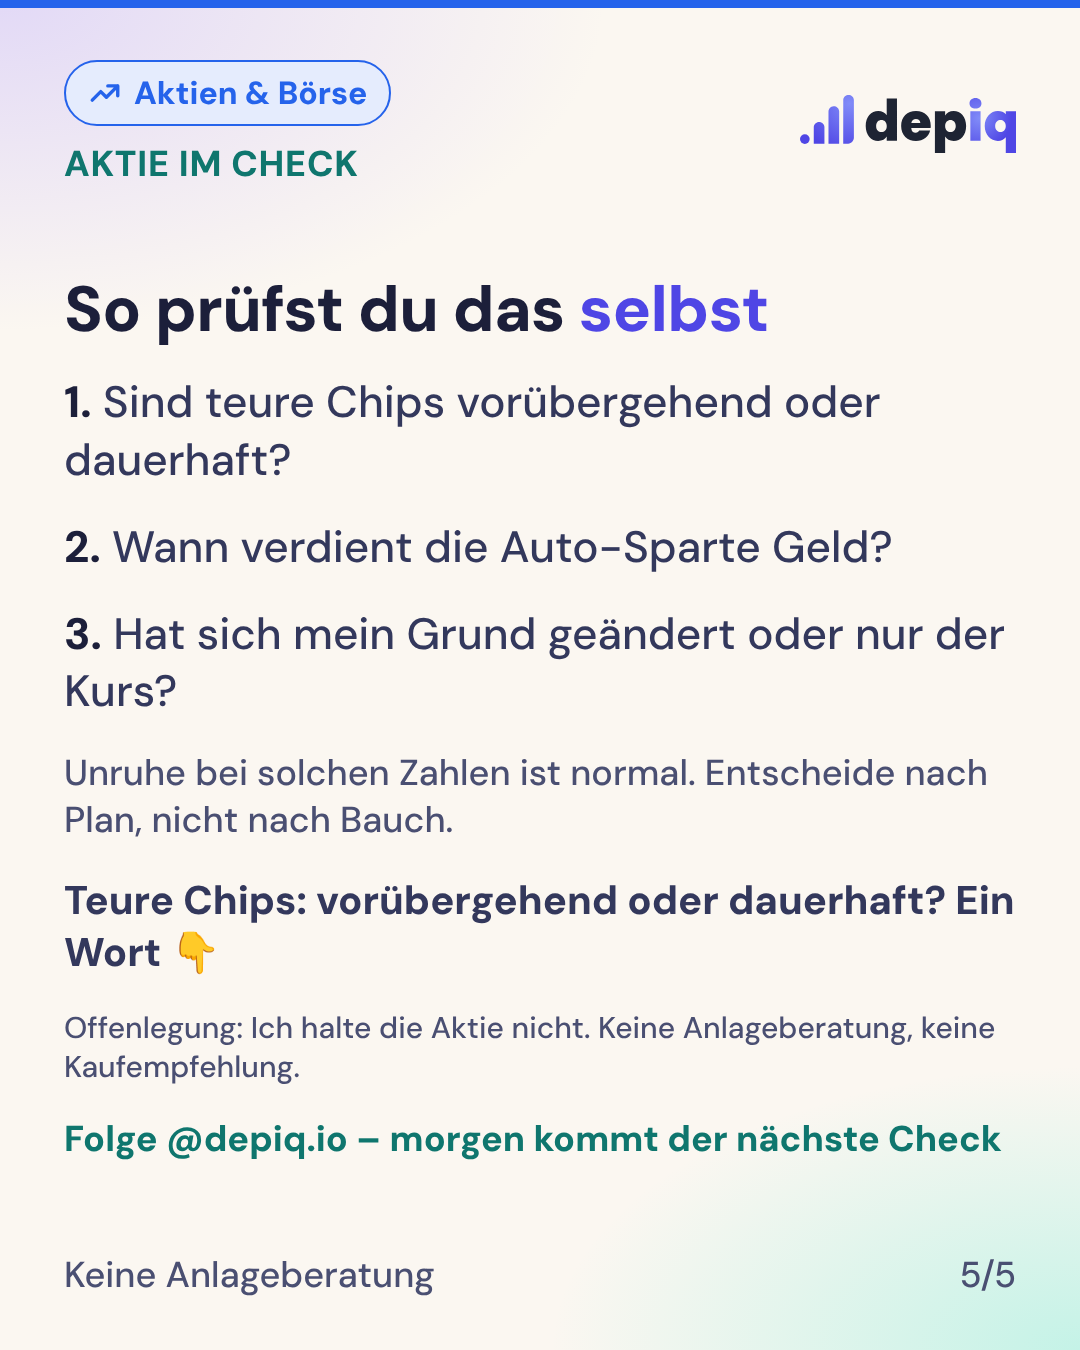 Aktien & Börse
depiq
AKTIE IM CHECK
So prüfst du das selbst
1. Sind teure Chips vorübergehend oder
dauerhaft?
2. Wann verdient die Auto-Sparte Geld?
3. Hat sich mein Grund geändert oder nur der
Kurs?
Unruhe bei solchen Zahlen ist normal. Entscheide nach
Plan, nicht nach Bauch.
Teure Chips: vorübergehend oder dauerhaft? Ein
Wort 👇
Offenlegung: Ich halte die Aktie nicht. Keine Anlageberatung, keine
Kaufempfehlung.
Folge @depiq.io – morgen kommt der nächste Check
Keine Anlageberatung
5/5